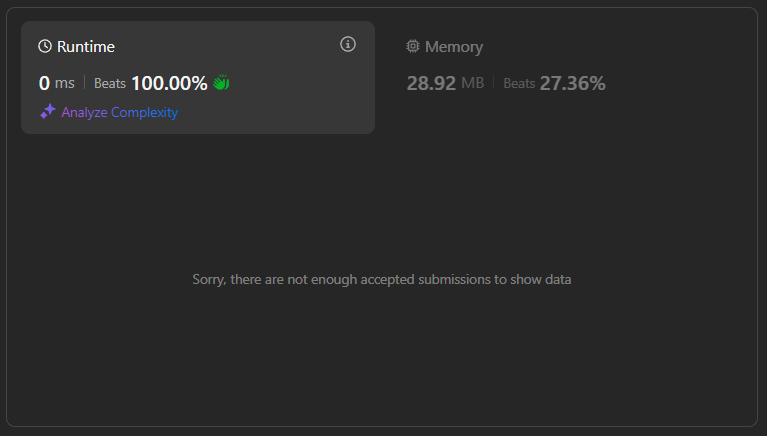 Runtime
0 ms | Beats 100.00%
Analyze Complexity
Memory
28.92 MB | Beats 27.36%
Sorry, there are not enough accepted submissions to show data